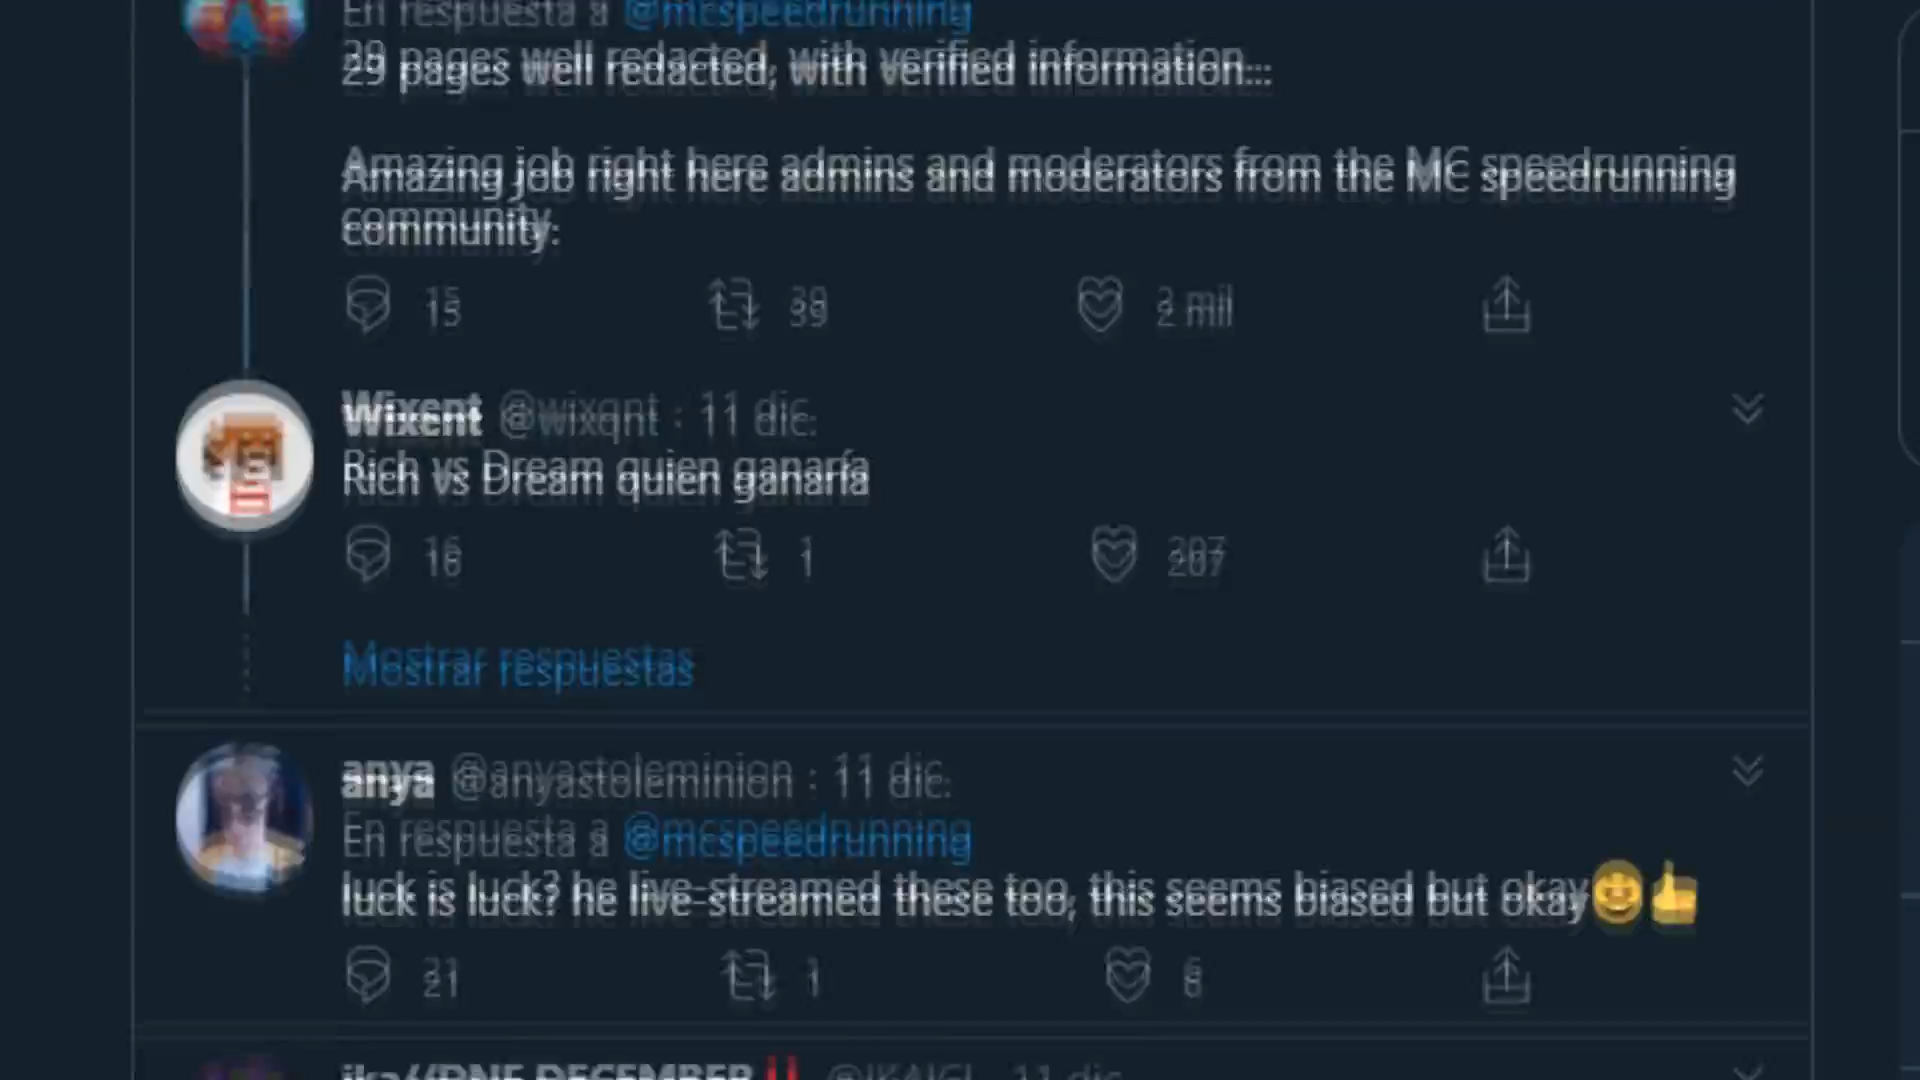 En respuesta a @mcspeedrunning
29 pages well redacted, with verified information...
Amazing job right here admins and moderators from the MC speedrunning
community.
15 39 2 mil
Wixent @wixqnt · 11 dic.
Rich vs Dream quien ganaría
16 1 207
Mostrar respuestas
anya @anyastoleminion · 11 dic.
En respuesta a @mcspeedrunning
luck is luck? he live-streamed these too, this seems biased but okay
21 1
DECEMBER‼ 11 dic.